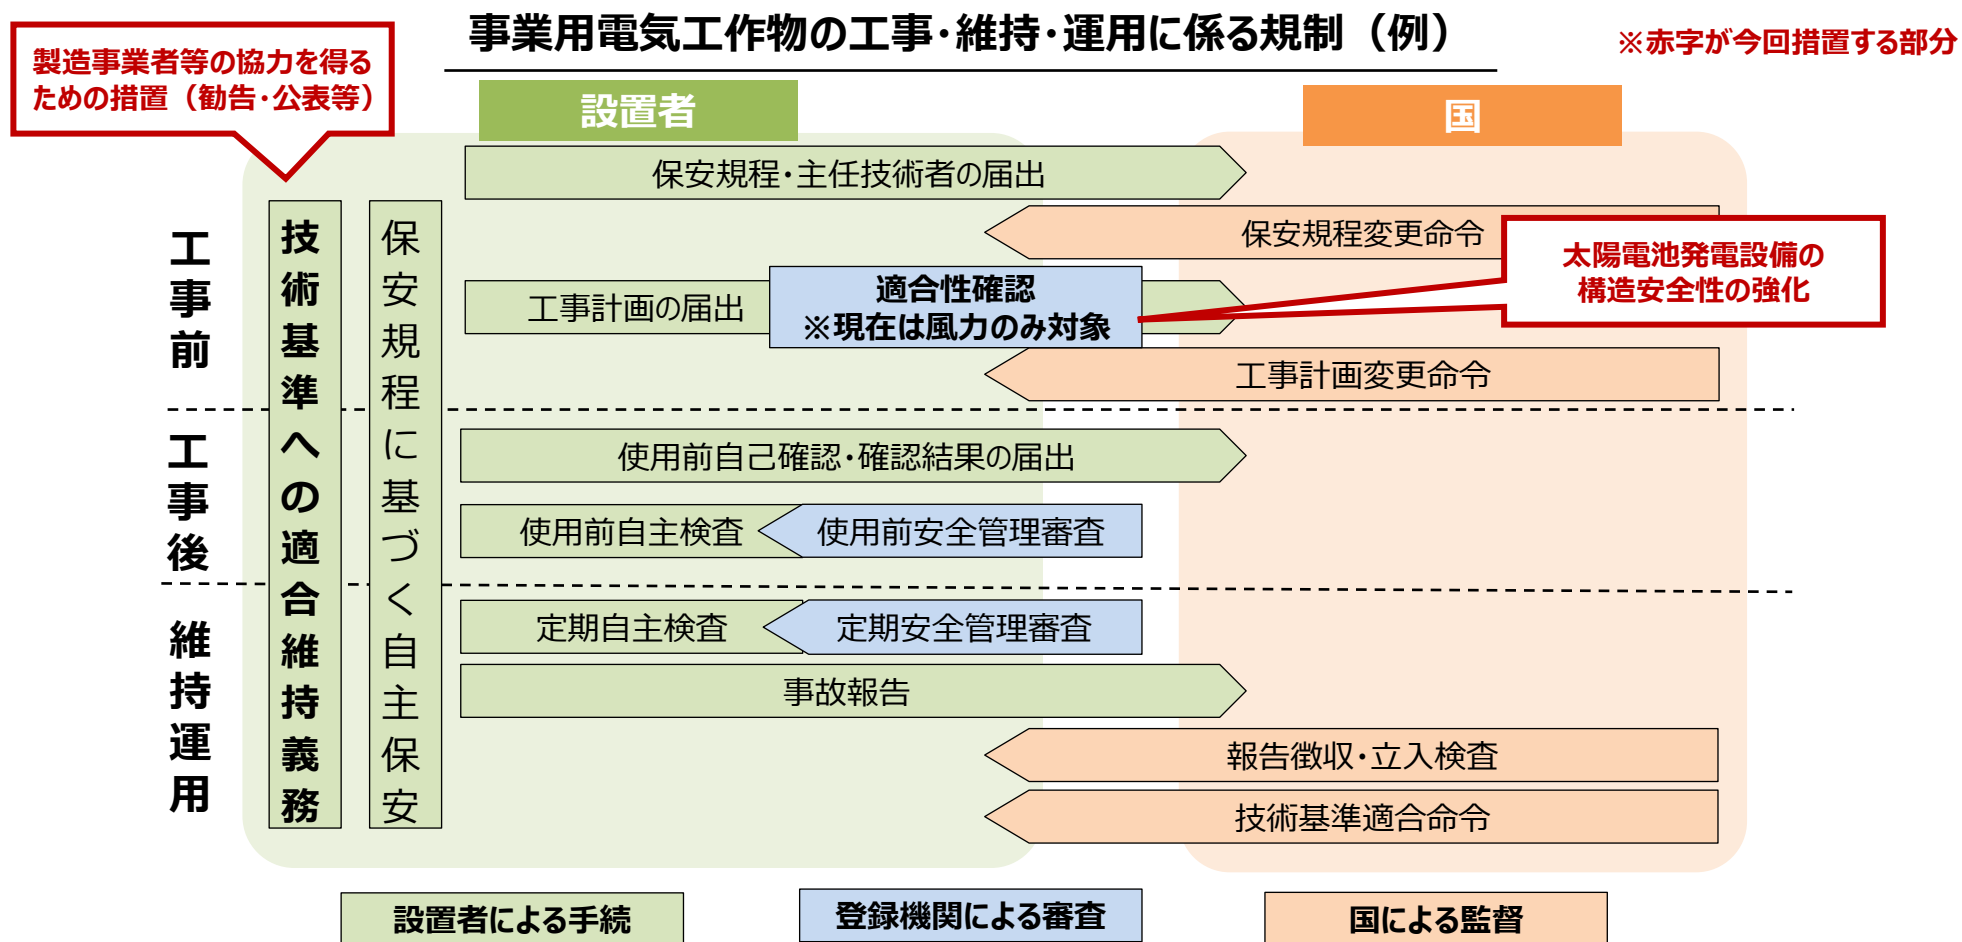 事業用電気工作物の工事･維持･運用に係る規制（例）
※赤字が今回措置する部分
製造事業者等の協力を得る
ための措置（勧告･公表等）
設置者
国
工事前
工事後
維持運用
技術基準への適合維持義務
保安規程に基づく自主保安
保安規程･主任技術者の届出
保安規程変更命令
太陽電池発電設備の
構造安全性の強化
工事計画の届出
適合性確認
※現在は風力のみ対象
工事計画変更命令
使用前自己確認･確認結果の届出
使用前自主検査
使用前安全管理審査
定期自主検査
定期安全管理審査
事故報告
報告徴収･立入検査
技術基準適合命令
設置者による手続
登録機関による審査
国による監督